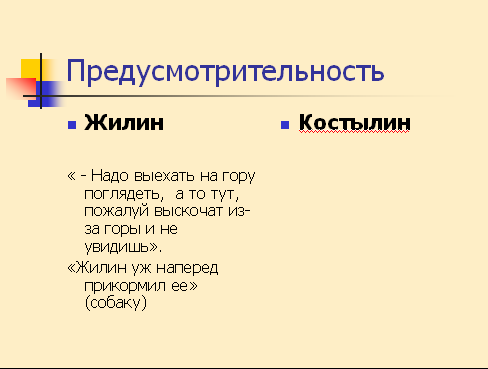 Предусмотрительность
Жилин
Костылин
« - Надо выехать на гору
поглядеть, а то тут,
пожалуй выскочат из-
за горы и не
увидишь».
«Жилин уж наперед
прикормил ее»
(собаку)